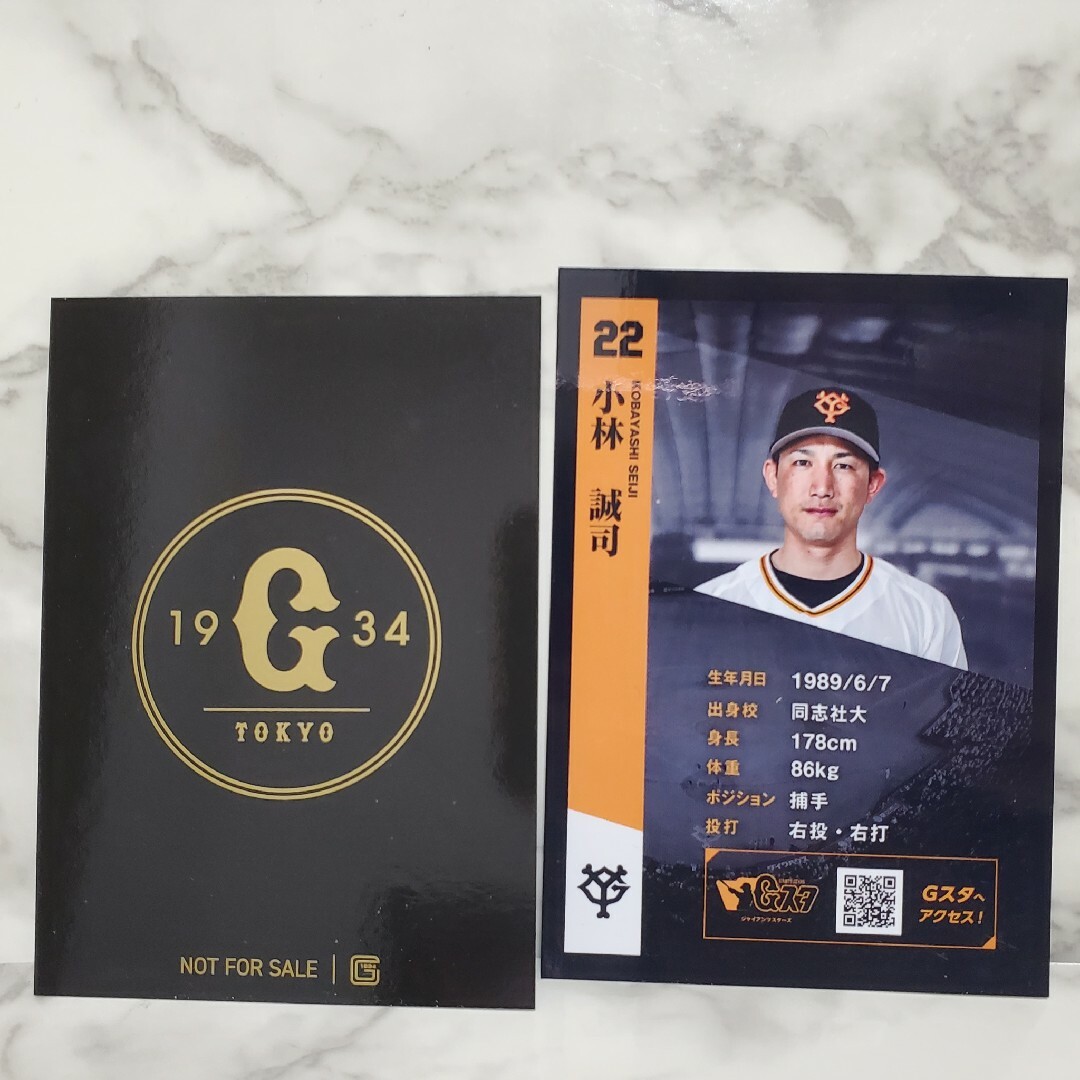 19 G 34
TOKYO
NOT FOR SALE
22
小林 誠司
KOBAYASHI SEIJI
生年月日 1989/6/7
出身校 同志社大
身長 178cm
体重 86kg
ポジション 捕手
投打 右投・右打
Gスタ
ジャイアンツスターズ
Gスタへ
アクセス!